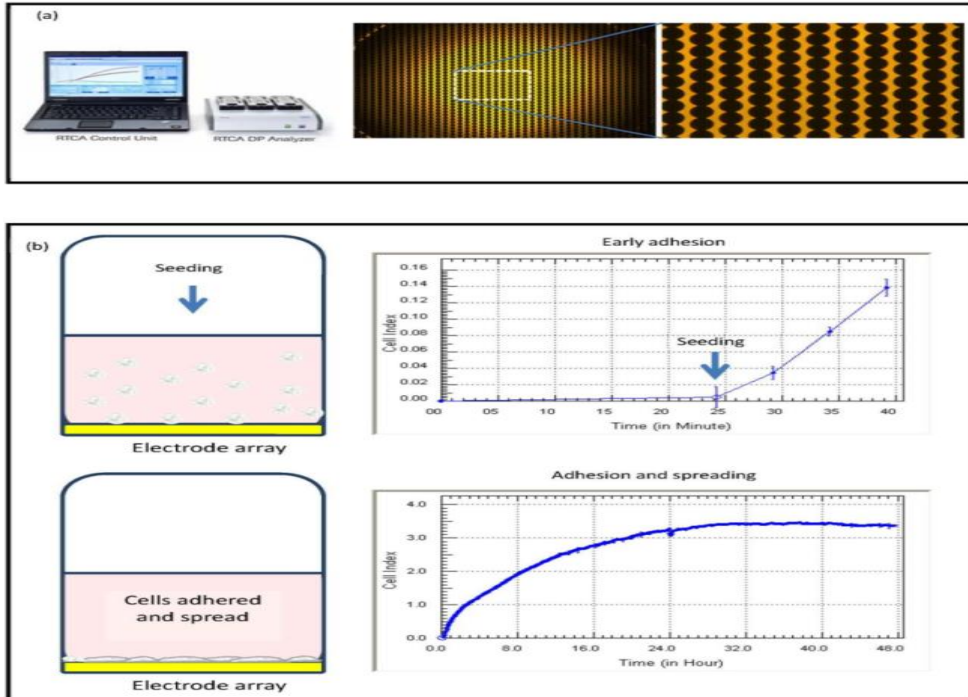 (a)
RTCA Control Unit
RTCA DP Analyzer
(b)
Seeding
Electrode array
Early adhesion
Cell Index
0.16
0.14
0.12
0.10
0.08
0.06
0.04
0.02
0.00
Seeding
00 05 10 15 20 25 30 35 40
Time (in Minute)
Cells adhered
and spread
Electrode array
Adhesion and spreading
Cell Index
4.0
3.0
2.0
1.0
0.0
0.0 8.0 16.0 24.0 32.0 40.0 48.0
Time (in Hour)